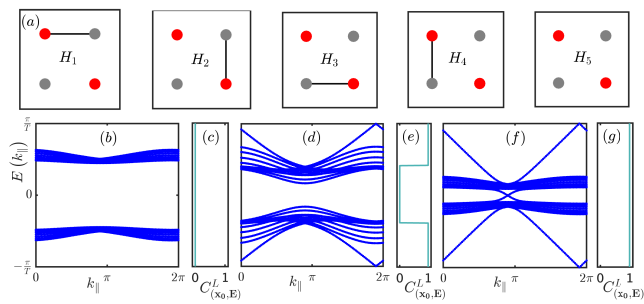 (a)
H₁ H₂ H₃ H₄ H₅
π/T (b) (c) (d) (e) (f) (g)
E (k∥)
0
−π/T
0 π 2π 0 1 0 π 2π 0 1 0 π 2π 0 1
k∥ C^L_(x₀,E) k∥ C^L_(x₀,E) k∥ C^L_(x₀,E)